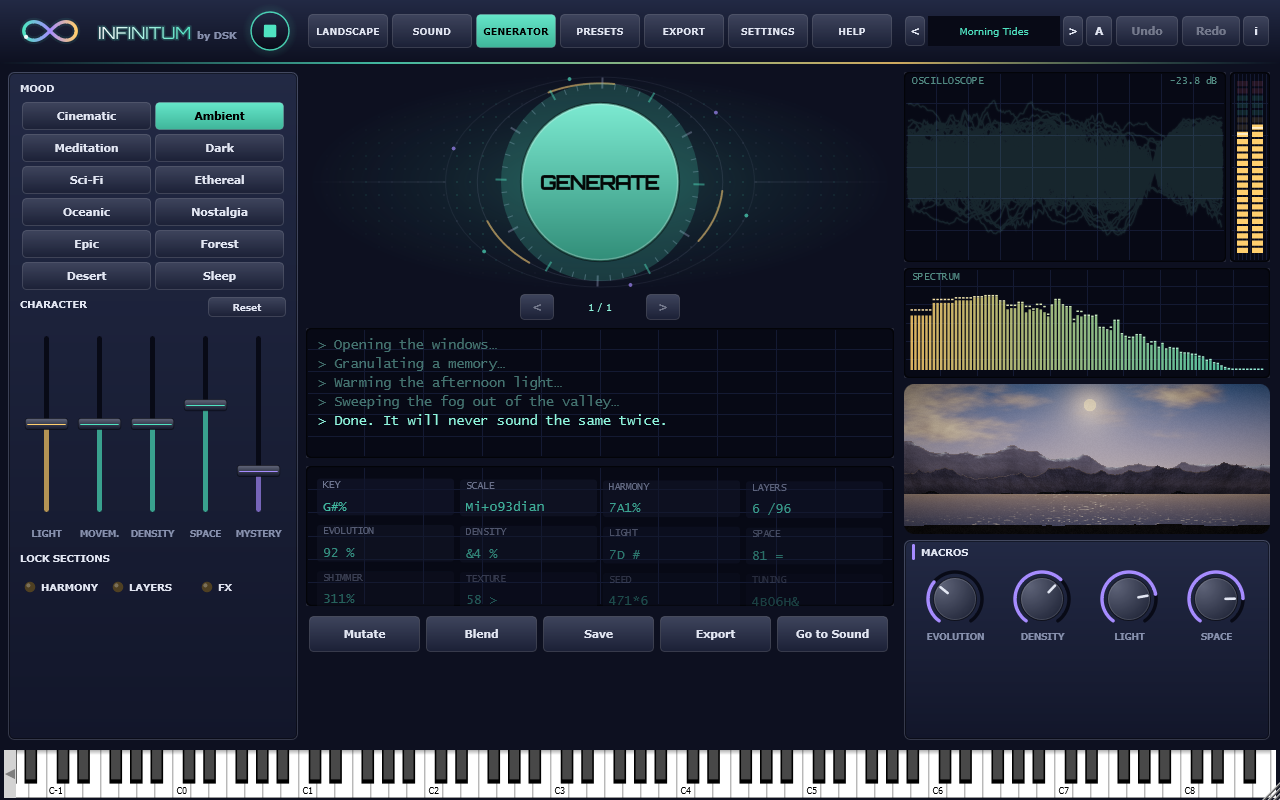 INFINITUM by DSK
LANDSCAPE SOUND GENERATOR PRESETS EXPORT SETTINGS HELP
< Morning Tides > A Undo Redo i
MOOD
Cinematic Ambient
Meditation Dark
Sci-Fi Ethereal
Oceanic Nostalgia
Epic Forest
Desert Sleep
CHARACTER Reset
LIGHT MOVEM. DENSITY SPACE MYSTERY
LOCK SECTIONS
HARMONY LAYERS FX
GENERATE
< 1 / 1 >
> Opening the windows…
> Granulating a memory…
> Warming the afternoon light…
> Sweeping the fog out of the valley…
> Done. It will never sound the same twice.
KEY SCALE HARMONY LAYERS
G#% Mi+o93dian 7A1% 6 /96
EVOLUTION DENSITY LIGHT SPACE
92 % &4 % 7D # 81 =
SHIMMER TEXTURE SEED TUNING
311% 58 > 471*6 4806H&
Mutate Blend Save Export Go to Sound
OSCILLOSCOPE -23.8 dB
SPECTRUM
MACROS
EVOLUTION DENSITY LIGHT SPACE
C-1 C0 C1 C2 C3 C4 C5 C6 C7 C8